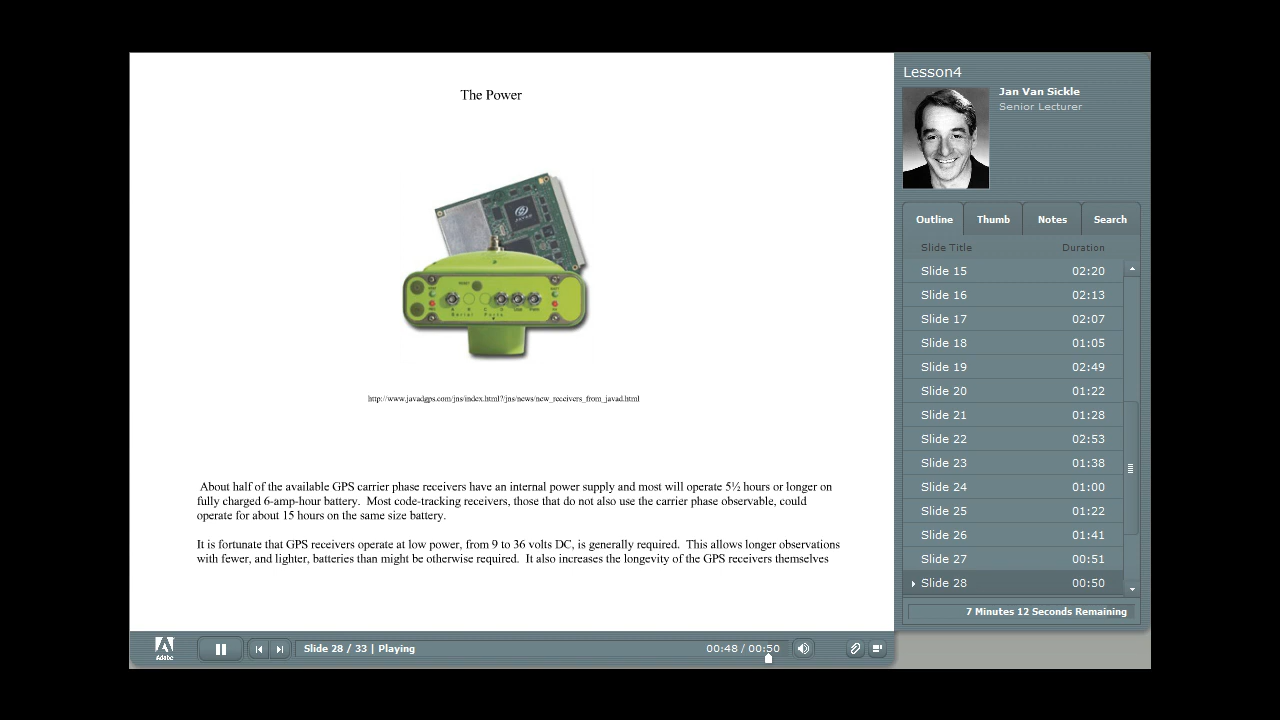 The Power
http://www.javadgps.com/jns/index.html?/jns/news/new_receivers_from_javad.html
About half of the available GPS carrier phase receivers have an internal power supply and most will operate 5½ hours or longer on
fully charged 6-amp-hour battery.  Most code-tracking receivers, those that do not also use the carrier phase observable, could
operate for about 15 hours on the same size battery.
It is fortunate that GPS receivers operate at low power, from 9 to 36 volts DC, is generally required.  This allows longer observations
with fewer, and lighter, batteries than might be otherwise required.  It also increases the longevity of the GPS receivers themselves
Lesson4
Jan Van Sickle
Senior Lecturer
Outline Thumb Notes Search
Slide Title Duration
Slide 15 02:20
Slide 16 02:13
Slide 17 02:07
Slide 18 01:05
Slide 19 02:49
Slide 20 01:22
Slide 21 01:28
Slide 22 02:53
Slide 23 01:38
Slide 24 01:00
Slide 25 01:22
Slide 26 01:41
Slide 27 00:51
Slide 28 00:50
7 Minutes 12 Seconds Remaining
Adobe
Slide 28 / 33 | Playing
00:48 / 00:50